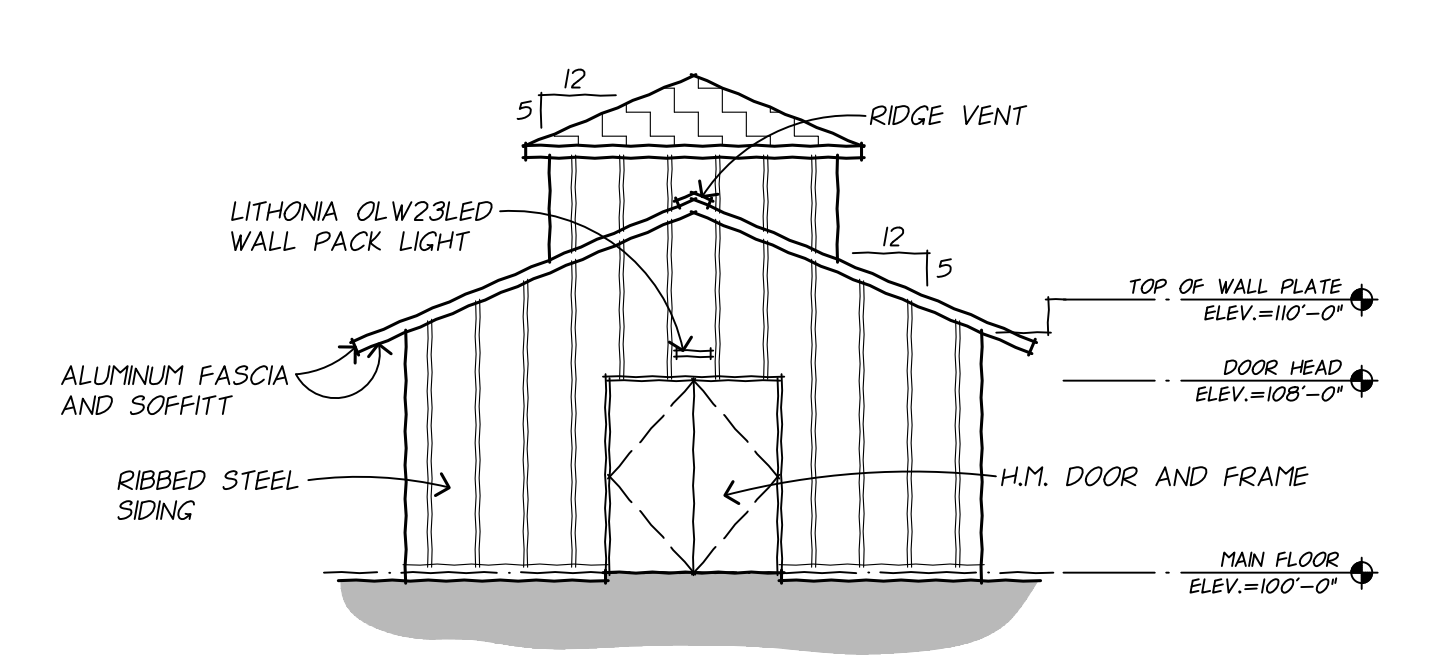 12
5
RIDGE VENT
LITHONIA OLW23LED
WALL PACK LIGHT
12
5
TOP OF WALL PLATE
ELEV.=110'-0"
ALUMINUM FASCIA
AND SOFFITT
DOOR HEAD
ELEV.=108'-0"
RIBBED STEEL
SIDING
H.M. DOOR AND FRAME
MAIN FLOOR
ELEV.=100'-0"